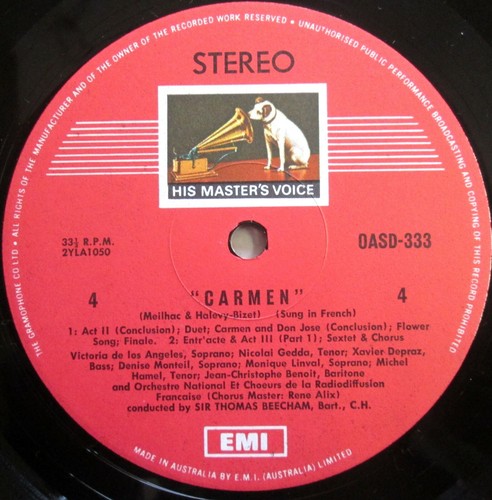 THE GRAMOPHONE CO LTD • ALL RIGHTS OF THE MANUFACTURER AND OF THE OWNER OF THE RECORDED WORK RESERVED • UNAUTHORISED PUBLIC PERFORMANCE BROADCASTING AND COPYING OF THIS RECORD PROHIBITED
STEREO
HIS MASTER'S VOICE
33⅓ R.P.M.
2YLA1050
OASD-333
4 "CARMEN" 4
(Meilhac & Halevy-Bizet) (Sung in French)
1: Act II (Conclusion); Duet; Carmen and Don Jose (Conclusion); Flower
Song; Finale. 2: Entr'acte & Act III (Part 1); Sextet & Chorus
Victoria de los Angeles, Soprano; Nicolai Gedda, Tenor; Xavier Depraz,
Bass; Denise Monteil, Soprano; Monique Linval, Soprano; Michel
Hamel, Tenor; Jean-Christophe Benoit, Baritone
and Orchestre National Et Choeurs de la Radiodiffusion
Francaise (Chorus Master: Rene Alix)
conducted by SIR THOMAS BEECHAM, Bart., C.H.
EMI
MADE IN AUSTRALIA BY E.M.I. (AUSTRALIA) LIMITED